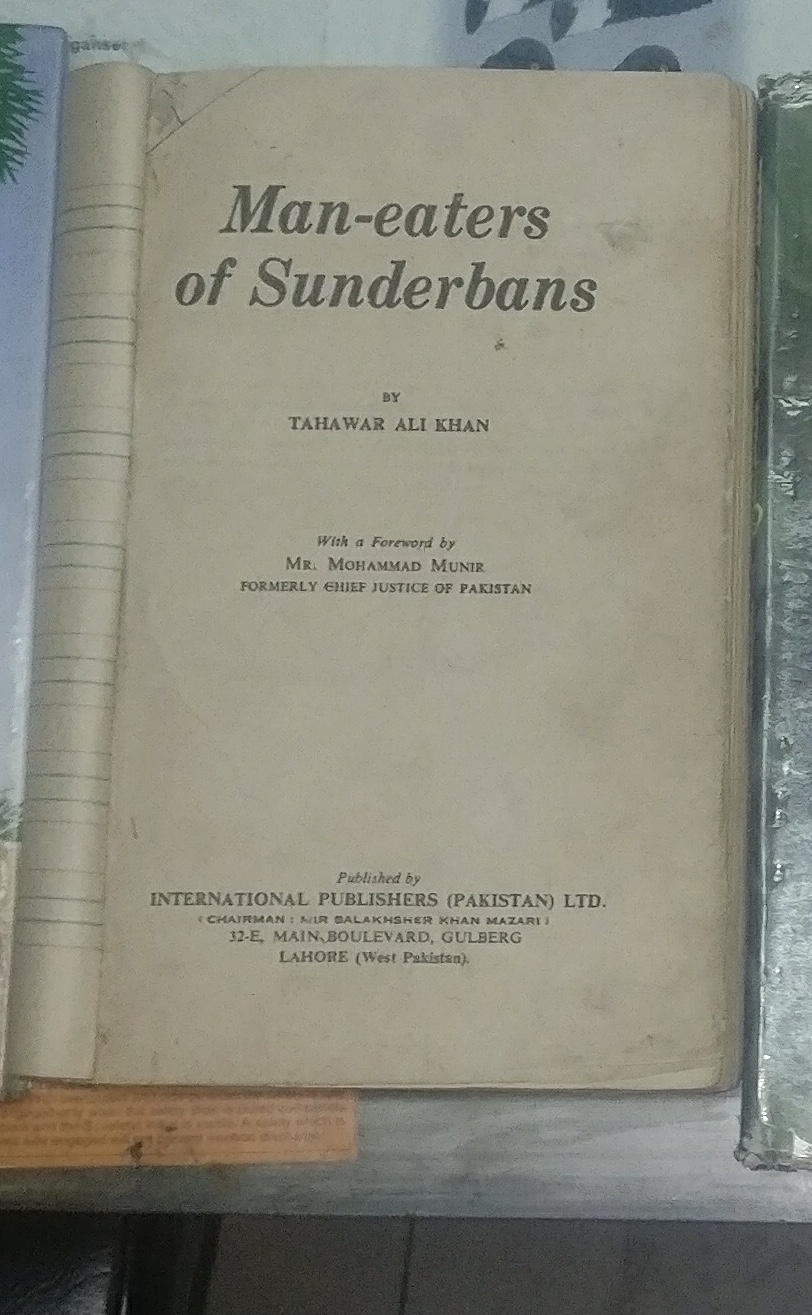 Man-eaters
of Sunderbans
BY
TAHAWAR ALI KHAN
With a Foreword by
MR. MOHAMMAD MUNIR
FORMERLY CHIEF JUSTICE OF PAKISTAN
Published by
INTERNATIONAL PUBLISHERS (PAKISTAN) LTD.
(CHAIRMAN : MIR BALAKHSHER KHAN MAZARI)
32-E, MAIN BOULEVARD, GULBERG
LAHORE (West Pakistan).